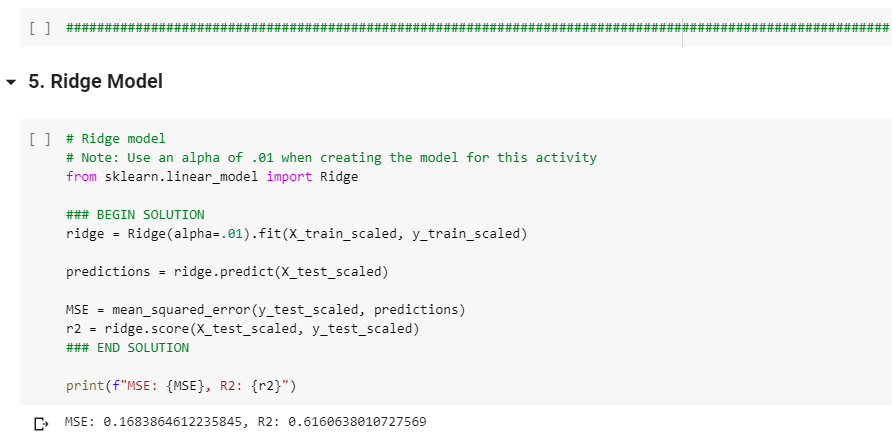 [ ] ###########################################################################################################
5. Ridge Model
[ ] # Ridge model
# Note: Use an alpha of .01 when creating the model for this activity
from sklearn.linear_model import Ridge
### BEGIN SOLUTION
ridge = Ridge(alpha=.01).fit(X_train_scaled, y_train_scaled)
predictions = ridge.predict(X_test_scaled)
MSE = mean_squared_error(y_test_scaled, predictions)
r2 = ridge.score(X_test_scaled, y_test_scaled)
### END SOLUTION
print(f"MSE: {MSE}, R2: {r2}")
MSE: 0.1683864612235845, R2: 0.6160638010727569